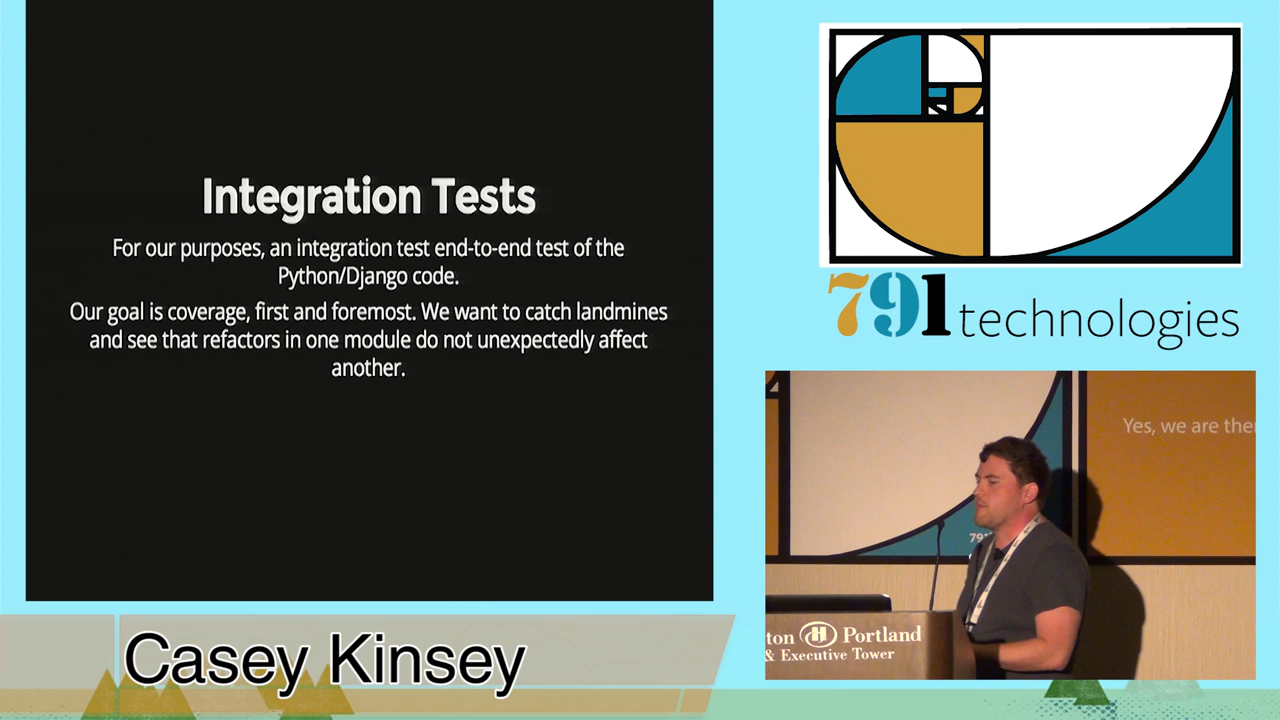 Integration Tests
For our purposes, an integration test end-to-end test of the
Python/Django code.
Our goal is coverage, first and foremost. We want to catch landmines
and see that refactors in one module do not unexpectedly affect
another.
791 technologies
Yes, we are
791
ton Portland
& Executive Tower
Casey Kinsey